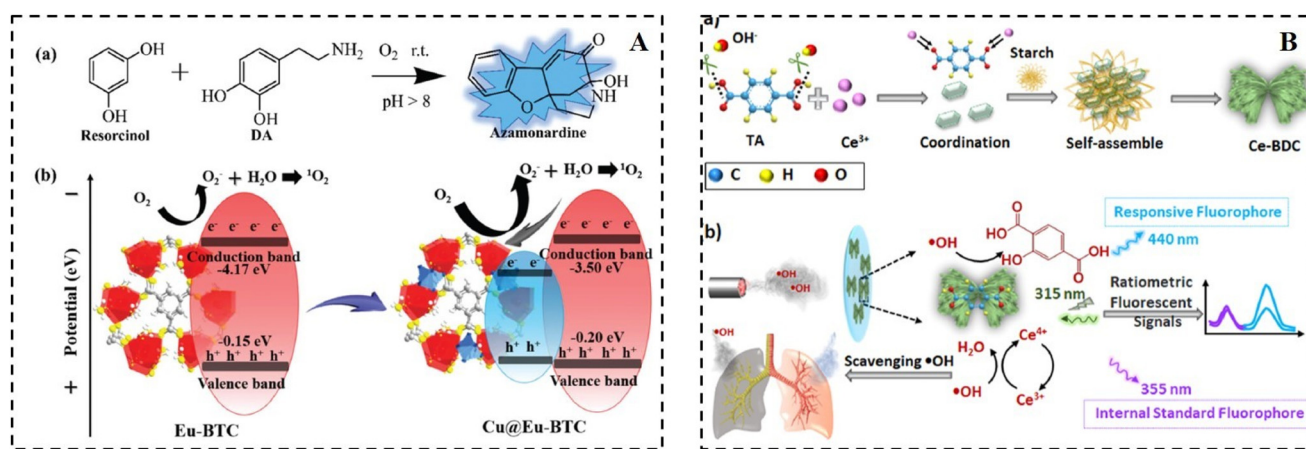 A
(a)
OH
OH
Resorcinol
+
NH₂
HO
OH
DA
O₂ r.t.
pH > 8
O
OH
NH
O
Azamonardine
(b)
Potential (eV)
−
+
O₂
O₂⁻ + H₂O ➡ ¹O₂
e⁻ e⁻ e⁻ e⁻
Conduction band
-4.17 eV
-0.15 eV
h⁺ h⁺ h⁺ h⁺
Valence band
Eu-BTC
O₂
O₂⁻ + H₂O ➡ ¹O₂
e⁻ e⁻ e⁻ e⁻
Conduction band
-3.50 eV
e⁻ e⁻
h⁺ h⁺
-0.20 eV
h⁺ h⁺ h⁺ h⁺
Valence band
Cu@Eu-BTC
B
a)
OH⁻
TA
Ce³⁺
Coordination
Starch
Self-assemble
Ce-BDC
C H O
b)
•OH
•OH
•OH
•OH
Scavenging •OH
•OH
O
OH
HO
OH
O
Responsive Fluorophore
440 nm
315 nm
Ratiometric
Fluorescent
Signals
H₂O
Ce⁴⁺
•OH
Ce³⁺
355 nm
Internal Standard Fluorophore